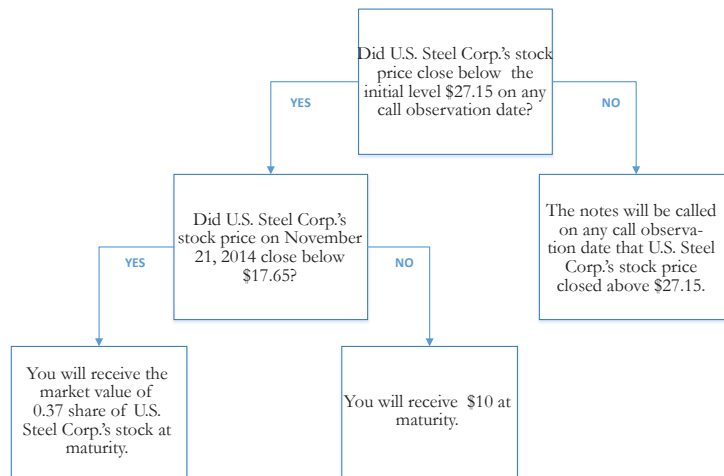 Did U.S. Steel Corp.'s stock
price close below the
initial level $27.15 on any
call observation date?
YES
NO
Did U.S. Steel Corp.'s
stock price on November
21, 2014 close below
$17.65?
The notes will be called
on any call observa-
tion date that U.S. Steel
Corp.'s stock price
closed above $27.15.
YES
NO
You will receive the
market value of
0.37 share of U.S.
Steel Corp.'s stock at
maturity.
You will receive $10 at
maturity.